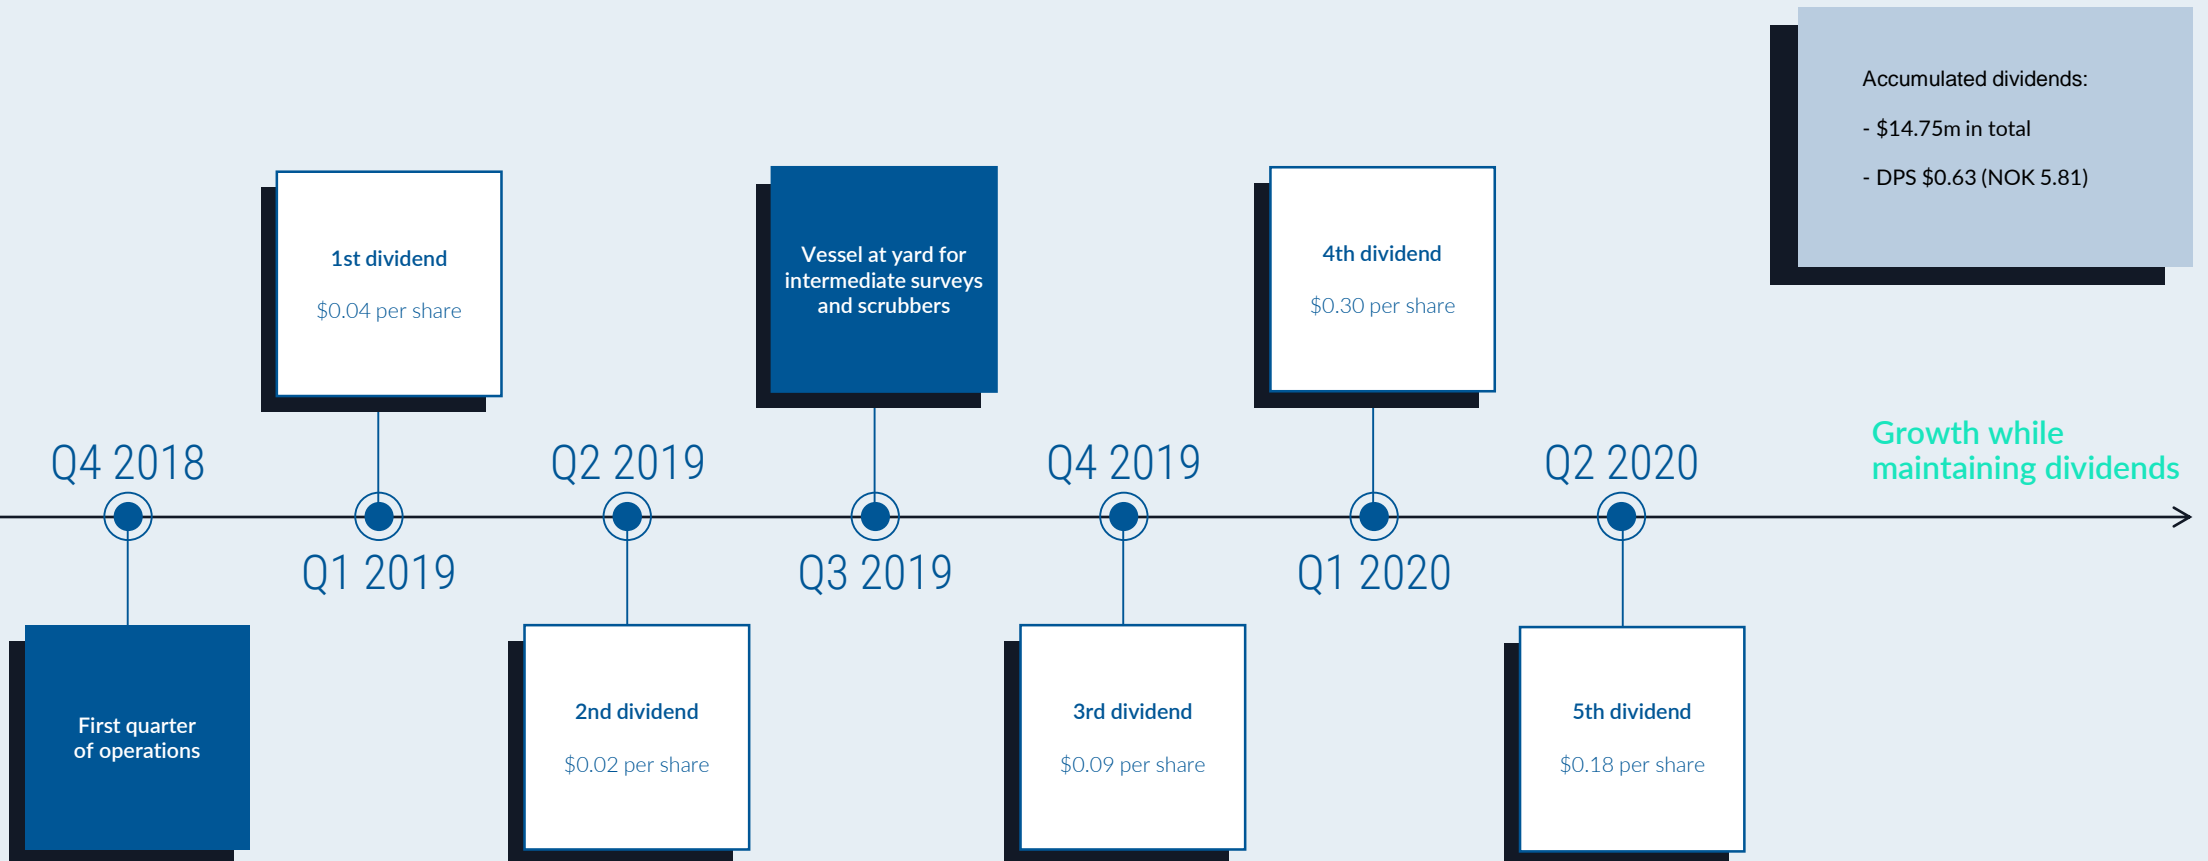 Accumulated dividends:
- $14.75m in total
- DPS $0.63 (NOK 5.81)
1st dividend
$0.04 per share
Vessel at yard for
intermediate surveys
and scrubbers
4th dividend
$0.30 per share
Growth while
maintaining dividends
Q4 2018
Q2 2019
Q4 2019
Q2 2020
Q1 2019
Q3 2019
Q1 2020
First quarter
of operations
2nd dividend
$0.02 per share
3rd dividend
$0.09 per share
5th dividend
$0.18 per share